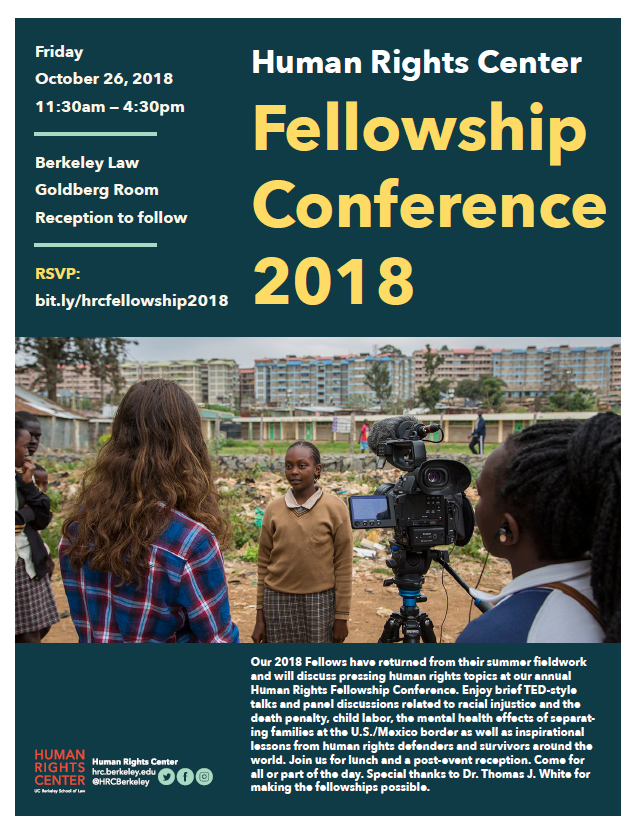 Friday
October 26, 2018
11:30am – 4:30pm
Berkeley Law
Goldberg Room
Reception to follow
RSVP:
bit.ly/hrcfellowship2018
Human Rights Center
Fellowship
Conference
2018
Our 2018 Fellows have returned from their summer fieldwork
and will discuss pressing human rights topics at our annual
Human Rights Fellowship Conference. Enjoy brief TED-style
talks and panel discussions related to racial injustice and the
death penalty, child labor, the mental health effects of separat-
ing families at the U.S./Mexico border as well as inspirational
lessons from human rights defenders and survivors around the
world. Join us for lunch and a post-event reception. Come for
all or part of the day. Special thanks to Dr. Thomas J. White for
making the fellowships possible.
HUMAN
RIGHTS
CENTER
UC Berkeley School of Law
Human Rights Center
hrc.berkeley.edu
@HRCBerkeley